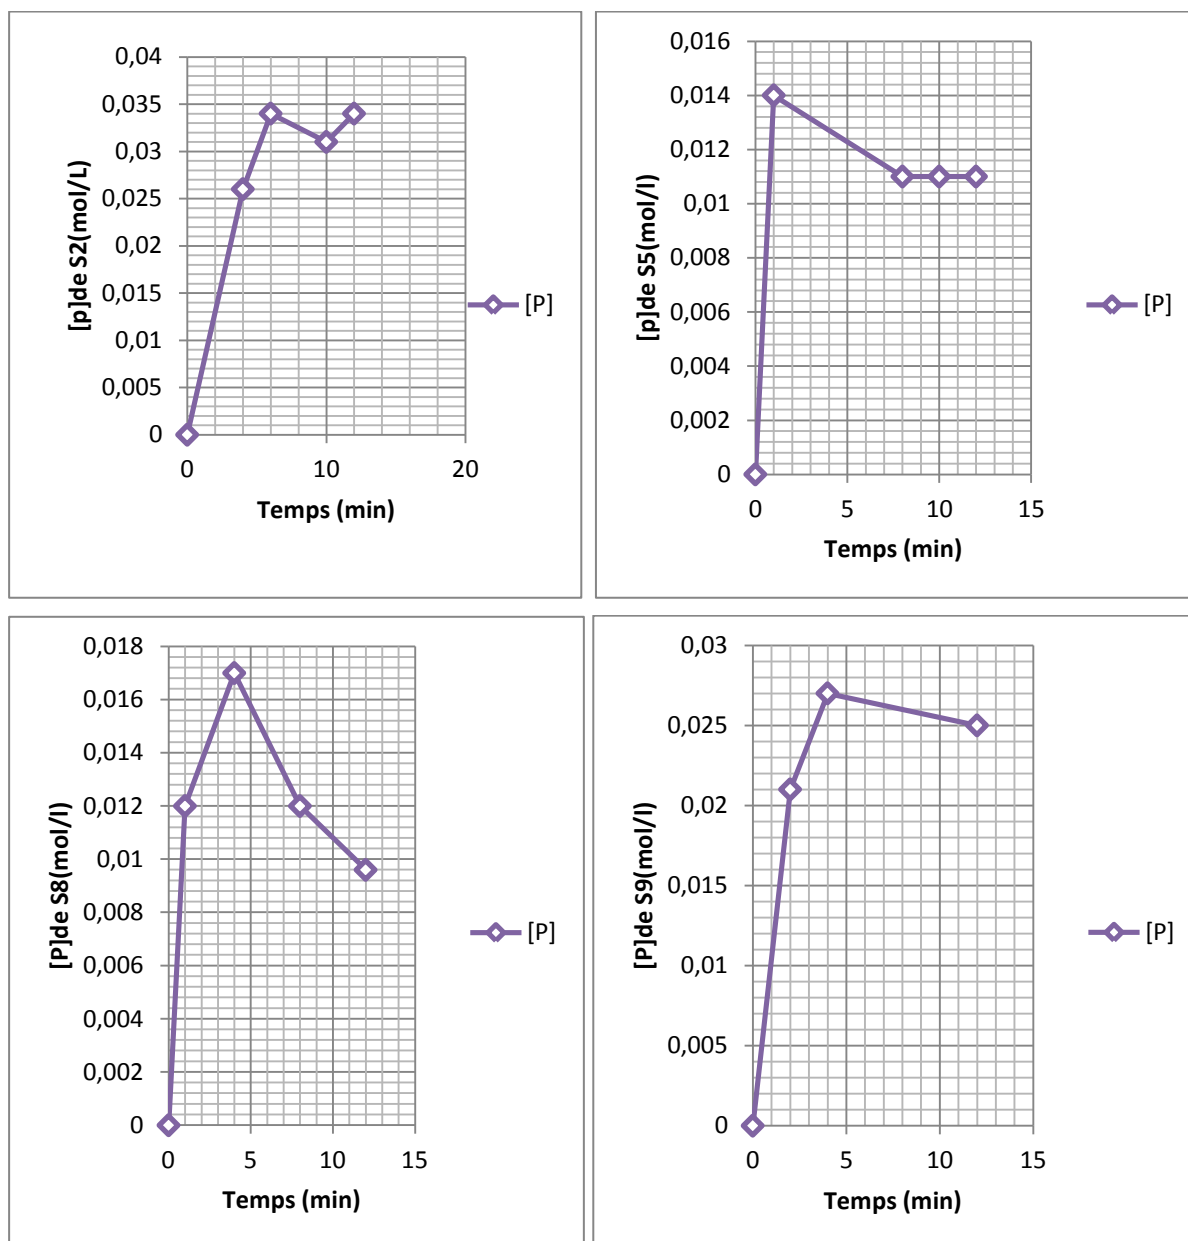 0,04
0,035
0,03
0,025
0,02
0,015
0,01
0,005
0
[p]de S2(mol/L)
0 10 20
Temps (min)
[P]
0,016
0,014
0,012
0,01
0,008
0,006
0,004
0,002
0
[p]de S5(mol/l)
0 5 10 15
Temps (min)
[P]
0,018
0,016
0,014
0,012
0,01
0,008
0,006
0,004
0,002
0
[P]de S8(mol/l)
0 5 10 15
Temps (min)
[P]
0,03
0,025
0,02
0,015
0,01
0,005
0
[P]de S9(mol/l)
0 5 10 15
Temps (min)
[P]